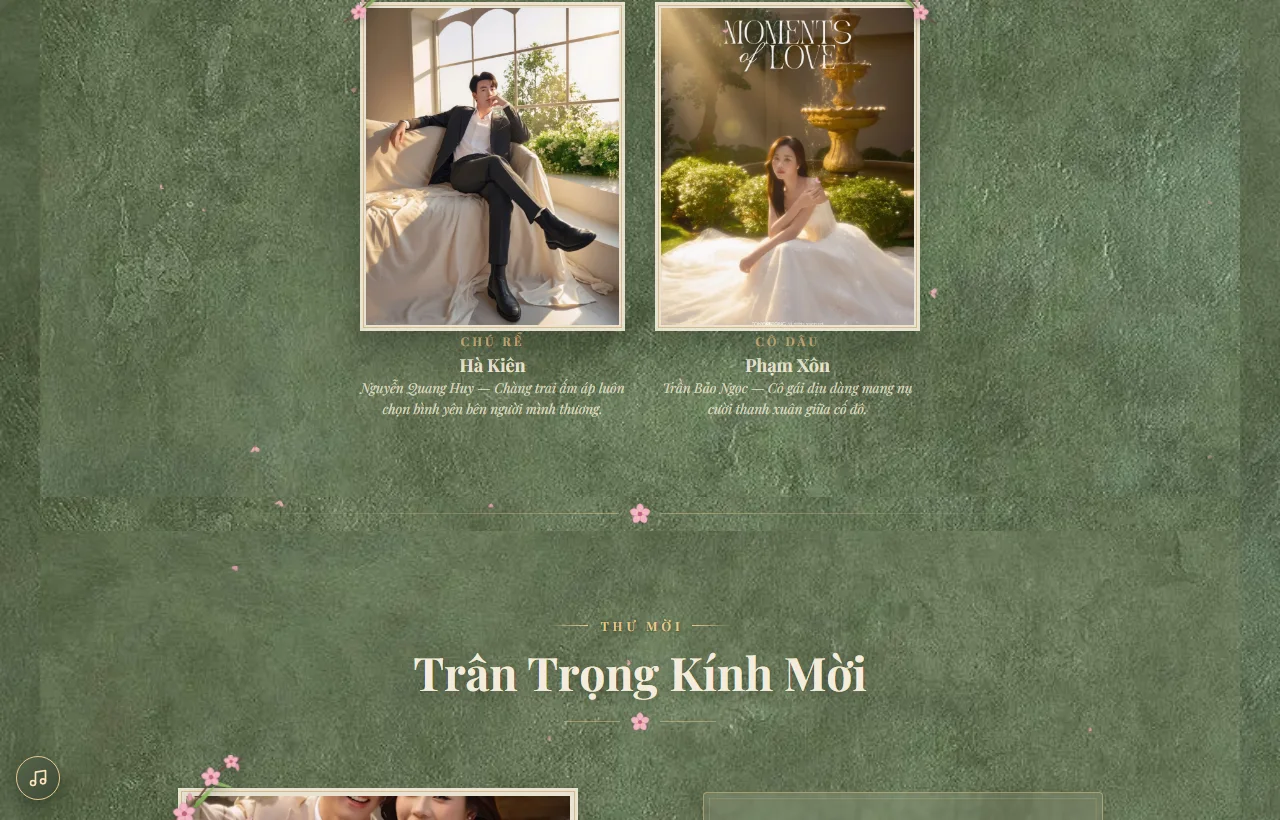 MOMENTS
of LOVE
CHÚ RỂ
Hà Kiên
Nguyễn Quang Huy — Chàng trai ấm áp luôn
chọn bình yên bên người mình thương.
CÔ DÂU
Phạm Xôn
Trần Bảo Ngọc — Cô gái dịu dàng mang nụ
cười thanh xuân giữa cố đô.
THƯ MỜI
Trân Trọng Kính Mời